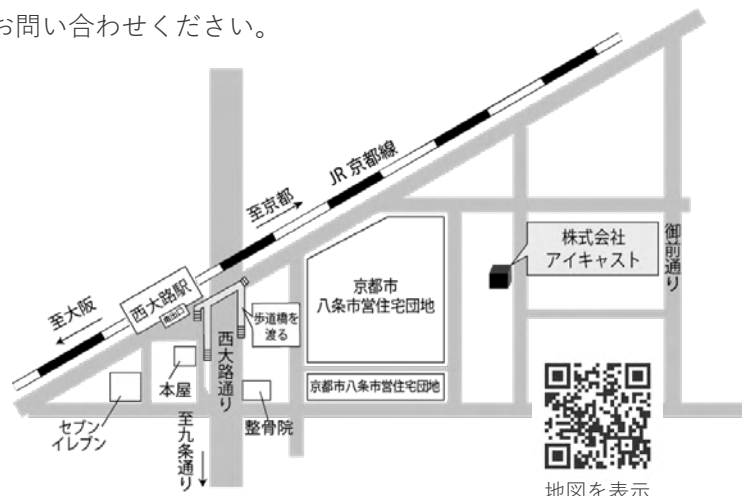 お問い合わせください。
JR 京都線
至京都
西大路駅
南出口
至大阪
歩道橋を
渡る
京都市
八条市営住宅団地
株式会社
アイキャスト
御前通り
西大路通り
本屋
京都市八条市営住宅団地
セブン
イレブン
整骨院
至九条通り
地図を表示